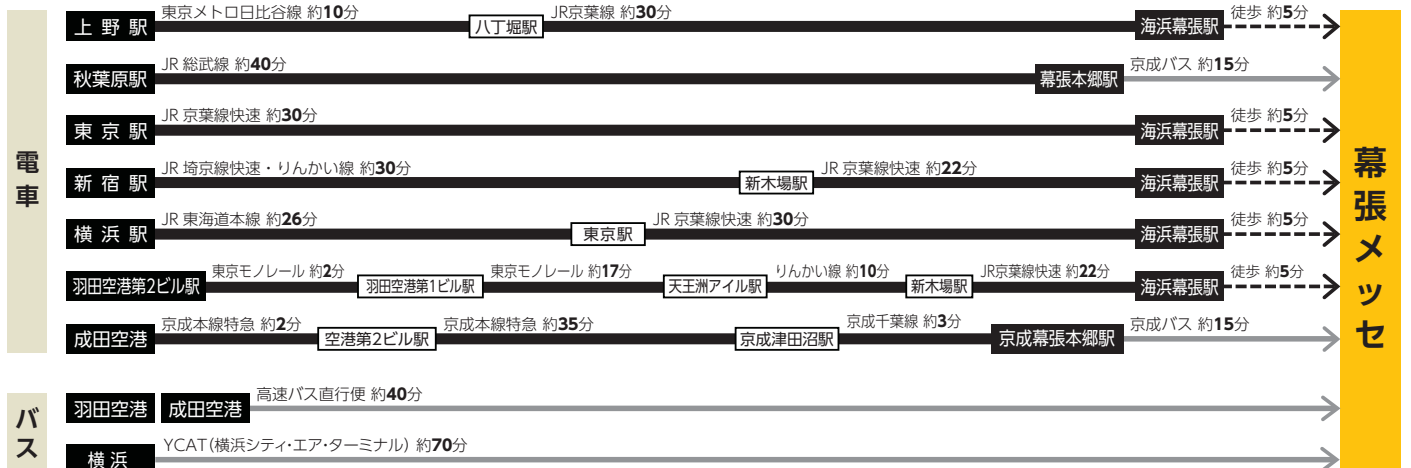 電車
上野駅 東京メトロ日比谷線 約10分 八丁堀駅 JR京葉線 約30分 海浜幕張駅 徒歩 約5分
秋葉原駅 JR 総武線 約40分 幕張本郷駅 京成バス 約15分
東京駅 JR 京葉線快速 約30分 海浜幕張駅 徒歩 約5分
新宿駅 JR 埼京線快速・りんかい線 約30分 新木場駅 JR 京葉線快速 約22分 海浜幕張駅 徒歩 約5分
横浜駅 JR 東海道本線 約26分 東京駅 JR 京葉線快速 約30分 海浜幕張駅 徒歩 約5分
羽田空港第2ビル駅 東京モノレール 約2分 羽田空港第1ビル駅 東京モノレール 約17分 天王洲アイル駅 りんかい線 約10分 新木場駅 JR京葉線快速 約22分 海浜幕張駅 徒歩 約5分
成田空港 京成本線特急 約2分 空港第2ビル駅 京成本線特急 約35分 京成津田沼駅 京成千葉線 約3分 京成幕張本郷駅 京成バス 約15分
バス
羽田空港 成田空港 高速バス直行便 約40分
横浜 YCAT(横浜シティ・エア・ターミナル) 約70分
幕張メッセ